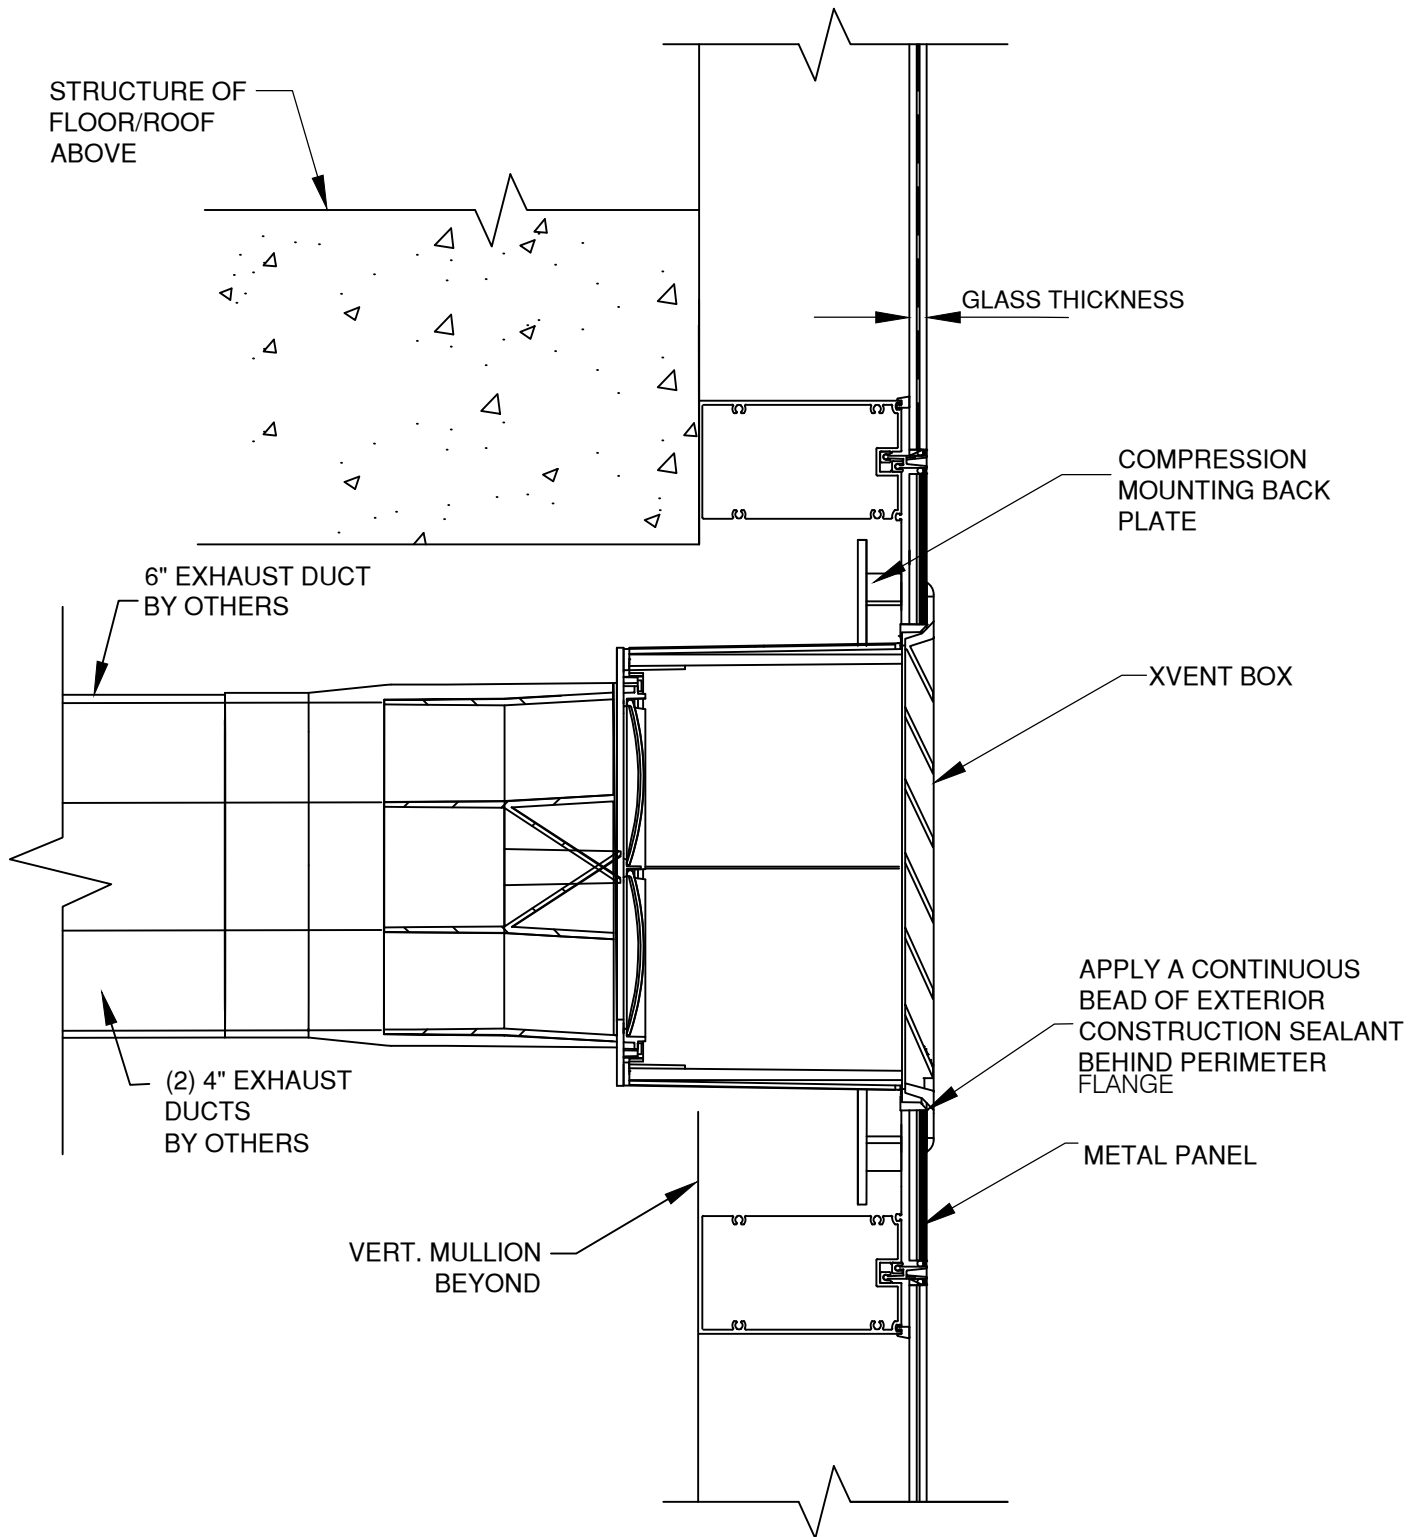 STRUCTURE OF
FLOOR/ROOF
ABOVE
GLASS THICKNESS
COMPRESSION
MOUNTING BACK
PLATE
6" EXHAUST DUCT
BY OTHERS
XVENT BOX
APPLY A CONTINUOUS
BEAD OF EXTERIOR
CONSTRUCTION SEALANT
BEHIND PERIMETER
FLANGE
(2) 4" EXHAUST
DUCTS
BY OTHERS
METAL PANEL
VERT. MULLION
BEYOND